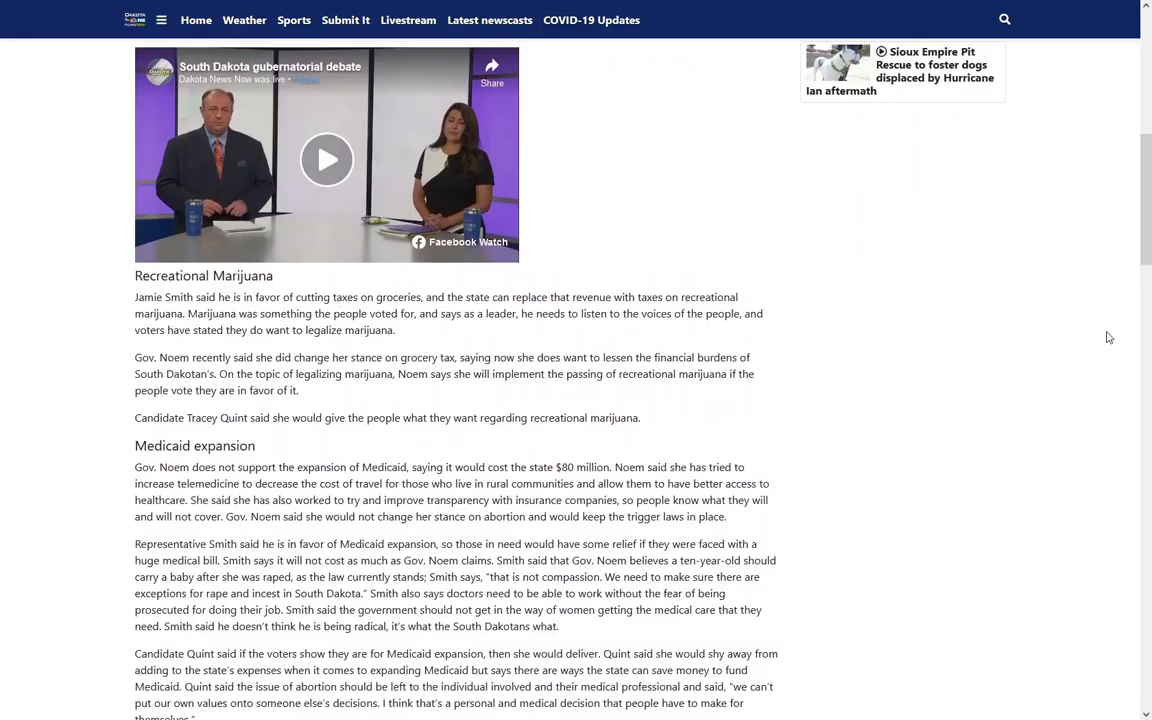 Home Weather Sports Submit It Livestream Latest newscasts COVID-19 Updates
South Dakota gubernatorial debate
Dakota News Now was live · Follow
Share
Facebook Watch
Sioux Empire Pit
Rescue to foster dogs
displaced by Hurricane
Ian aftermath
Recreational Marijuana
Jamie Smith said he is in favor of cutting taxes on groceries, and the state can replace that revenue with taxes on recreational
marijuana. Marijuana was something the people voted for, and says as a leader, he needs to listen to the voices of the people, and
voters have stated they do want to legalize marijuana.
Gov. Noem recently said she did change her stance on grocery tax, saying now she does want to lessen the financial burdens of
South Dakotan's. On the topic of legalizing marijuana, Noem says she will implement the passing of recreational marijuana if the
people vote they are in favor of it.
Candidate Tracey Quint said she would give the people what they want regarding recreational marijuana.
Medicaid expansion
Gov. Noem does not support the expansion of Medicaid, saying it would cost the state $80 million. Noem said she has tried to
increase telemedicine to decrease the cost of travel for those who live in rural communities and allow them to have better access to
healthcare. She said she has also worked to try and improve transparency with insurance companies, so people know what they will
and will not cover. Gov. Noem said she would not change her stance on abortion and would keep the trigger laws in place.
Representative Smith said he is in favor of Medicaid expansion, so those in need would have some relief if they were faced with a
huge medical bill. Smith says it will not cost as much as Gov. Noem claims. Smith said that Gov. Noem believes a ten-year-old should
carry a baby after she was raped, as the law currently stands; Smith says, "that is not compassion. We need to make sure there are
exceptions for rape and incest in South Dakota." Smith also says doctors need to be able to work without the fear of being
prosecuted for doing their job. Smith said the government should not get in the way of women getting the medical care that they
need. Smith said he doesn't think he is being radical, it's what the South Dakotans what.
Candidate Quint said if the voters show they are for Medicaid expansion, then she would deliver. Quint said she would shy away from
adding to the state's expenses when it comes to expanding Medicaid but says there are ways the state can save money to fund
Medicaid. Quint said the issue of abortion should be left to the individual involved and their medical professional and said, "we can't
put our own values onto someone else's decisions. I think that's a personal and medical decision that people have to make for
themselves."